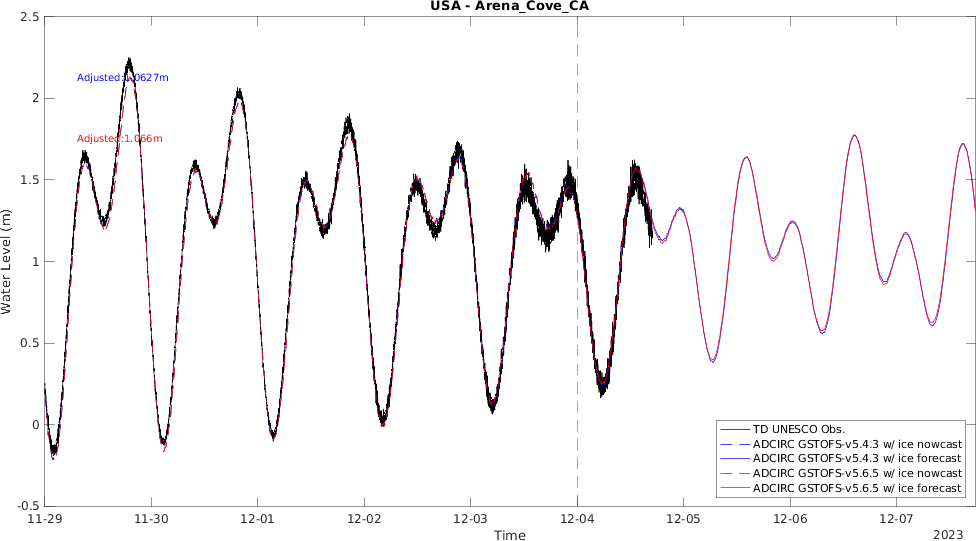 USA - Arena_Cove_CA
2.5
2
1.5
1
0.5
0
-0.5
Water Level (m)
Adjusted:1.0627m
Adjusted:1.066m
TD UNESCO Obs.
ADCIRC GSTOFS-v5.4.3 w/ ice nowcast
ADCIRC GSTOFS-v5.4.3 w/ ice forecast
ADCIRC GSTOFS-v5.6.5 w/ ice nowcast
ADCIRC GSTOFS-v5.6.5 w/ ice forecast
11-29 11-30 12-01 12-02 12-03 12-04 12-05 12-06 12-07
Time
2023